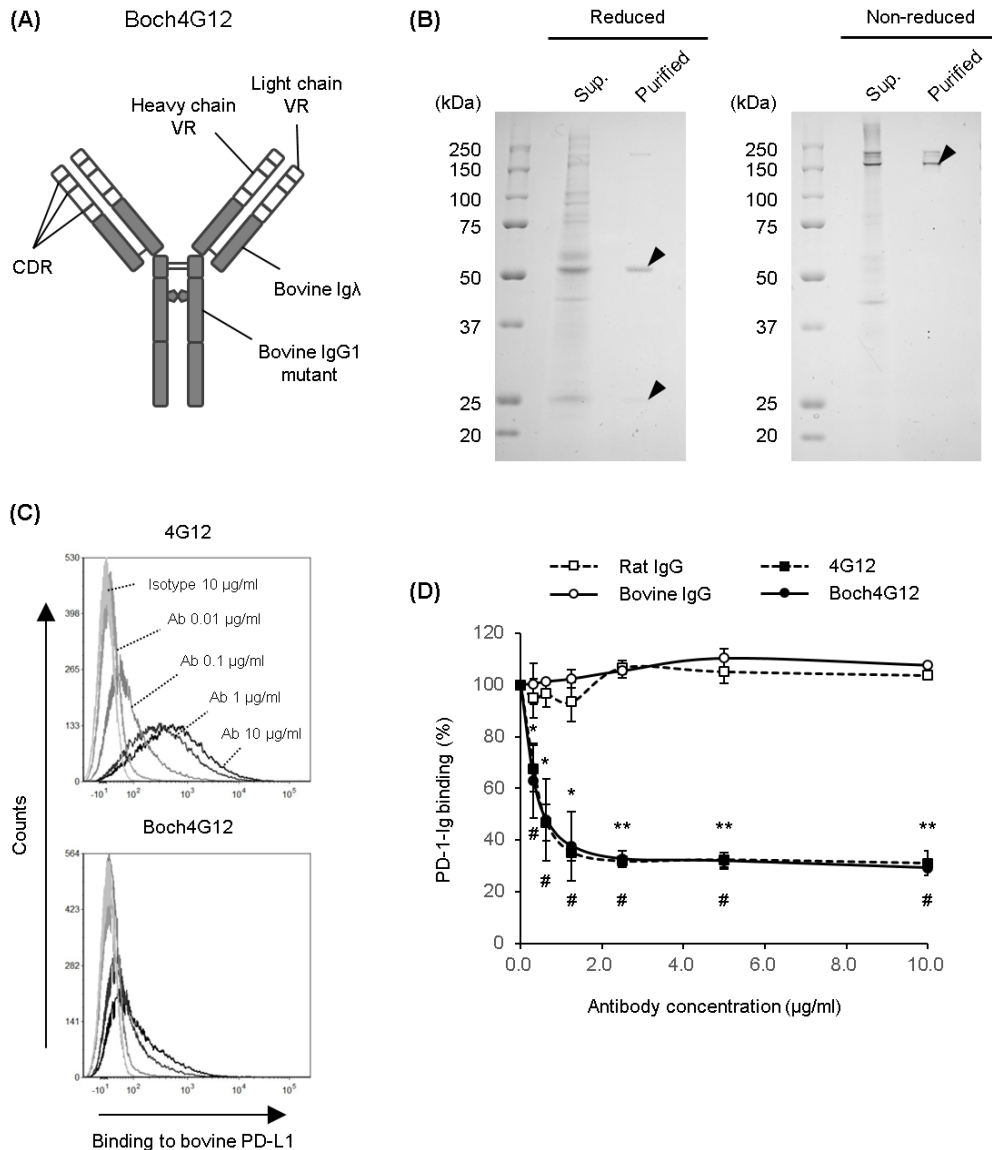 (A)
Boch4G12
Heavy chain
VR
Light chain
VR
CDR
Bovine Igλ
Bovine IgG1
mutant
(B)
Reduced
Non-reduced
(kDa)
Sup.
Purified
(kDa)
Sup.
Purified
250
150
100
75
50
37
25
20
250
150
100
75
50
37
25
20
(C)
4G12
530
398
265
133
0
Isotype 10 µg/ml
Ab 0.01 µg/ml
Ab 0.1 µg/ml
Ab 1 µg/ml
Ab 10 µg/ml
-10¹ 10² 10³ 10⁴ 10⁵
Boch4G12
564
423
282
141
0
-10¹ 10² 10³ 10⁴ 10⁵
Counts
Binding to bovine PD-L1
(D)
Rat IgG
4G12
Bovine IgG
Boch4G12
120
100
80
60
40
20
0
PD-1-Ig binding (%)
* * * ** ** **
# # # # # #
0.0 2.0 4.0 6.0 8.0 10.0
Antibody concentration (µg/ml)